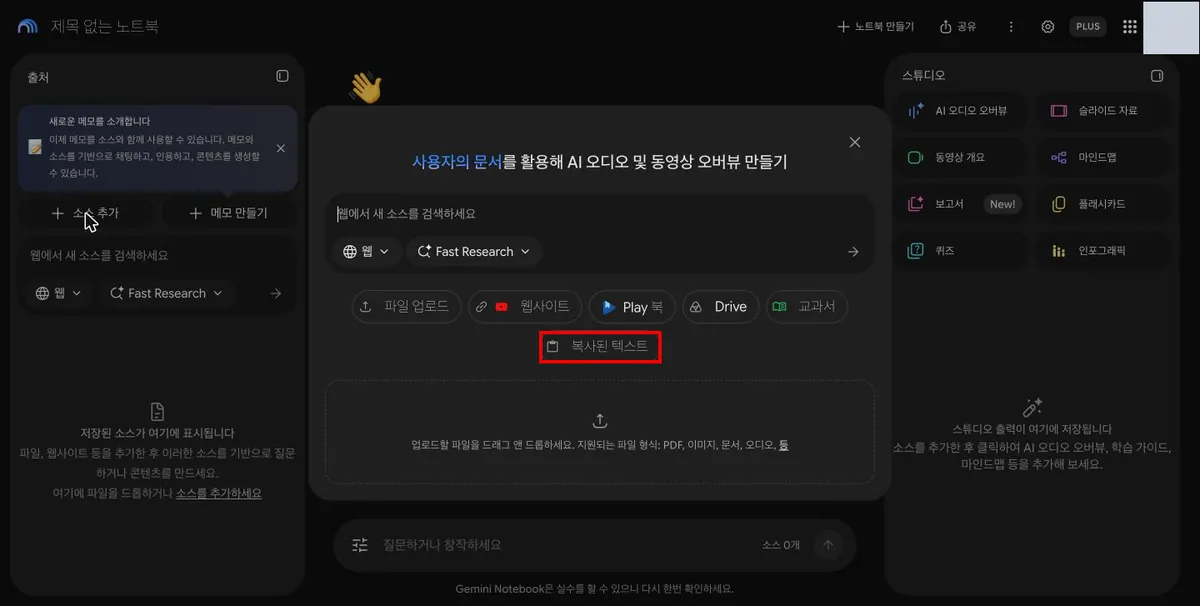 제목 없는 노트북
노트북 만들기
공유
PLUS
출처
새로운 메모를 소개합니다
이제 메모를 소스와 함께 사용할 수 있습니다. 메모와
소스를 기반으로 채팅하고, 인용하고, 콘텐츠를 생성할
수 있습니다.
소스 추가
메모 만들기
웹에서 새 소스를 검색하세요
웹
Fast Research
저장된 소스가 여기에 표시됩니다
파일, 웹사이트 등을 추가한 후 이러한 소스를 기반으로 질문
하거나 콘텐츠를 만드세요.
여기에 파일을 드롭하거나 소스를 추가하세요
사용자의 문서를 활용해 AI 오디오 및 동영상 오버뷰 만들기
웹에서 새 소스를 검색하세요
웹
Fast Research
파일 업로드
웹사이트
Play 북
Drive
교과서
복사된 텍스트
업로드할 파일을 드래그 앤 드롭하세요. 지원되는 파일 형식: PDF, 이미지, 문서, 오디오, 등
질문하거나 창작하세요
소스 0개
Gemini Notebook은 실수를 할 수 있으니 다시 한번 확인하세요.
스튜디오
AI 오디오 오버뷰
슬라이드 자료
동영상 개요
마인드맵
보고서
New!
플래시카드
퀴즈
인포그래픽
스튜디오 출력이 여기에 저장됩니다
소스를 추가한 후 클릭하여 AI 오디오 오버뷰, 학습 가이드,
마인드맵 등을 추가해 보세요.